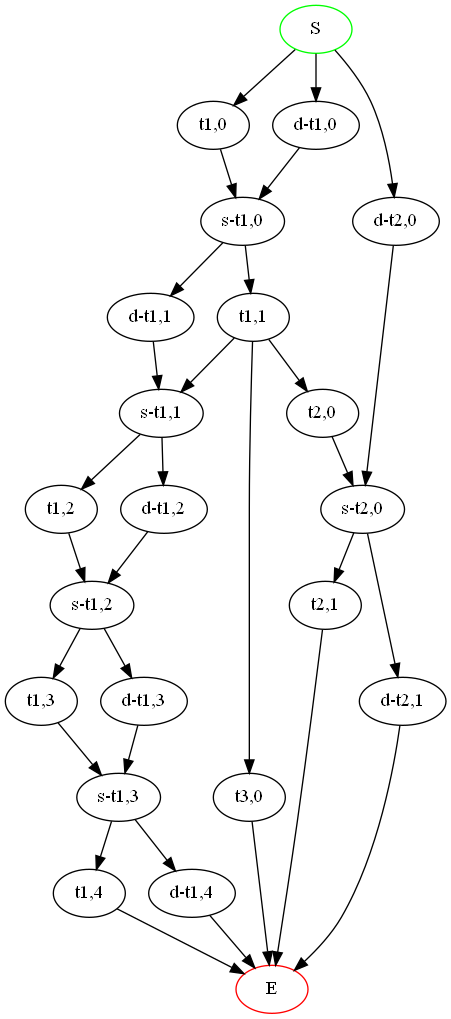 S
t1,0
d-t1,0
s-t1,0
d-t2,0
d-t1,1
t1,1
s-t1,1
t2,0
t1,2
d-t1,2
s-t2,0
s-t1,2
t2,1
t1,3
d-t1,3
d-t2,1
s-t1,3
t3,0
t1,4
d-t1,4
E